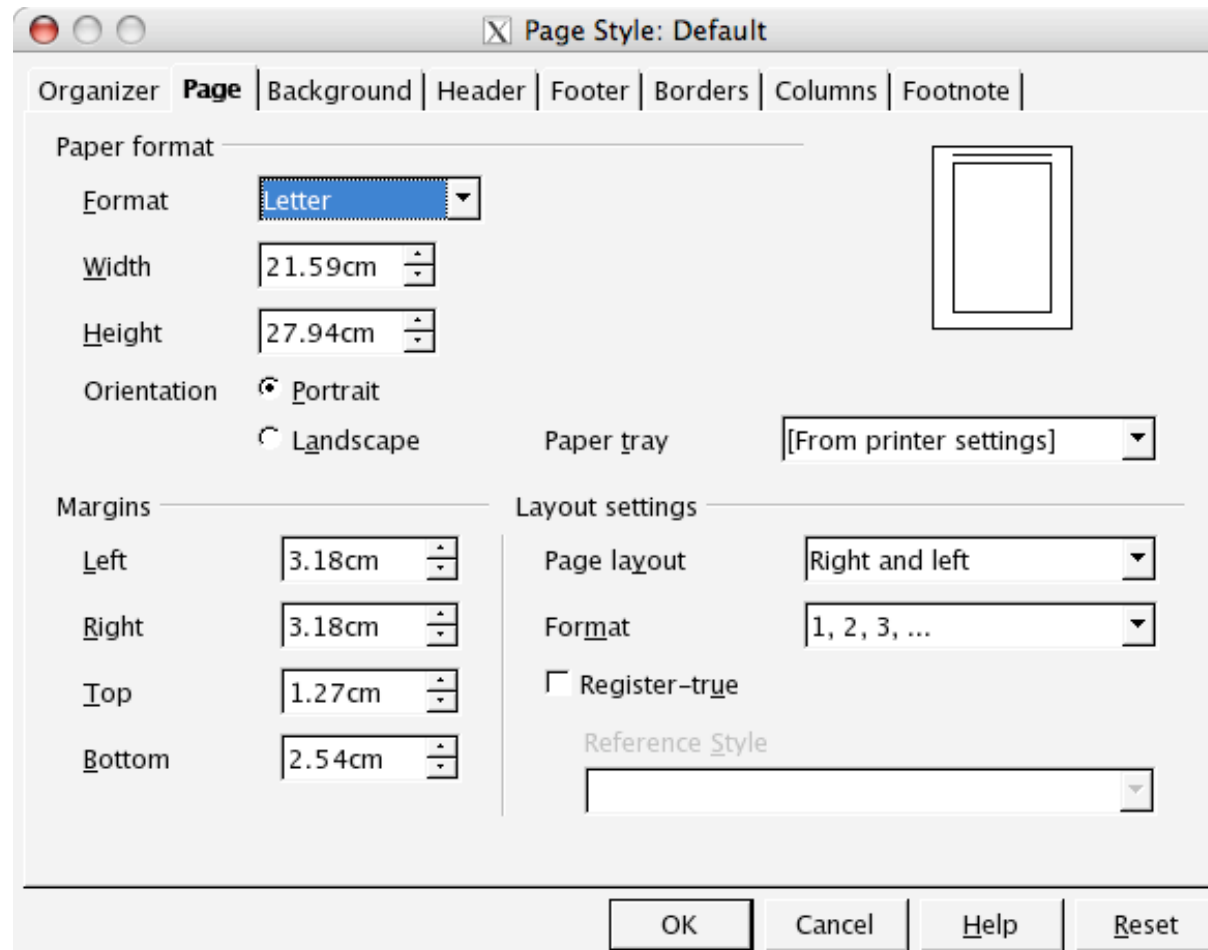 Page Style: Default
Organizer Page Background Header Footer Borders Columns Footnote
Paper format
Format Letter
Width 21.59cm
Height 27.94cm
Orientation Portrait
Landscape Paper tray [From printer settings]
Margins Layout settings
Left 3.18cm Page layout Right and left
Right 3.18cm Format 1, 2, 3, ...
Top 1.27cm Register-true
Reference Style
Bottom 2.54cm
OK Cancel Help Reset